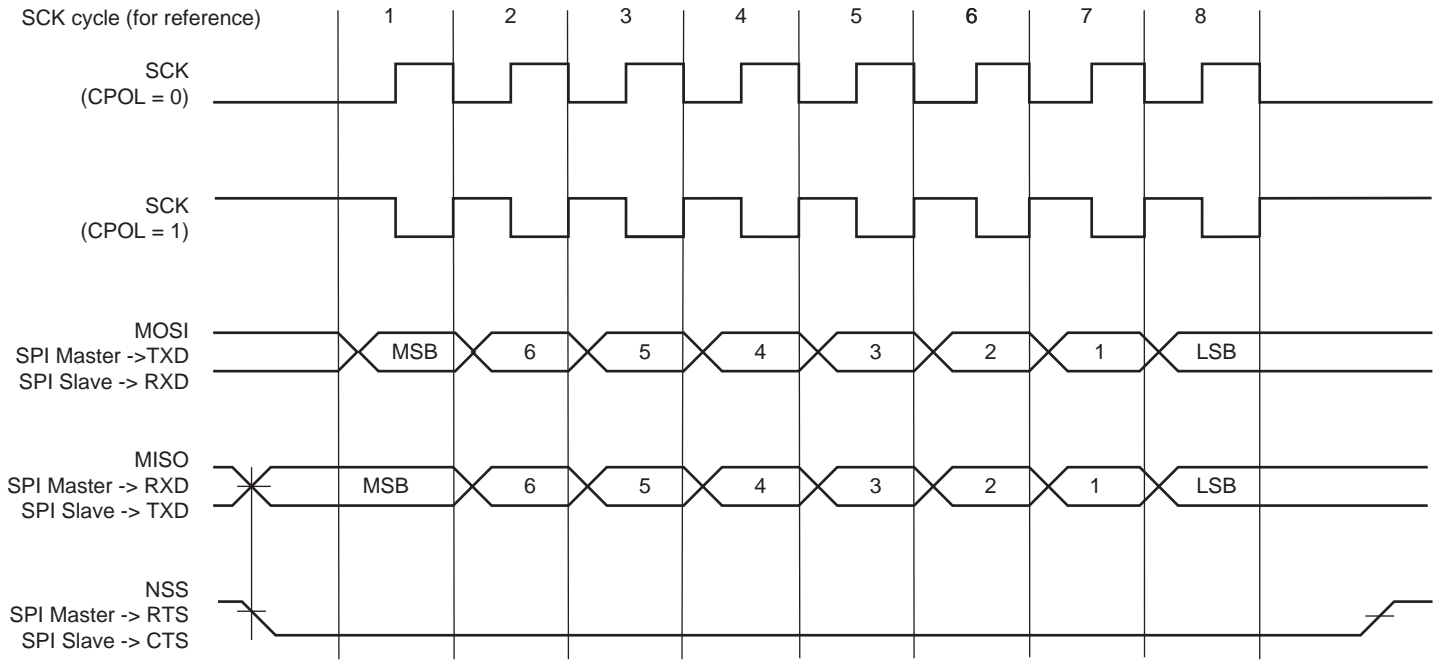 SCK cycle (for reference) 1 2 3 4 5 6 7 8
SCK
(CPOL = 0)
SCK
(CPOL = 1)
MOSI
SPI Master ->TXD
SPI Slave -> RXD
MSB 6 5 4 3 2 1 LSB
MISO
SPI Master -> RXD
SPI Slave -> TXD
MSB 6 5 4 3 2 1 LSB
NSS
SPI Master -> RTS
SPI Slave -> CTS